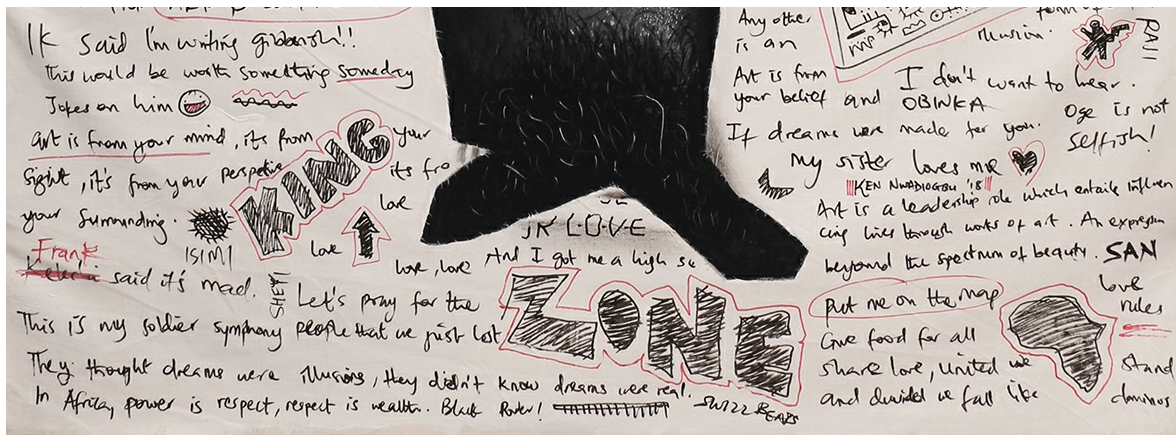 IK said I'm writing gibberish!!
This would be worth something someday
Jokes on him
art is from your mind, it's from your
sight, it's from your perspective its fro
your surrounding.
KING
love
ISIMI
love
Frank
said it's mad.
SHEYI
love, love And I got me a high
LOVE
Let's pray for the
ZONE
This is my soldier symphony people that we just lost
They thought dreams were illusions, they didn't know dreams were real.
In Africa, power is respect, respect is wealth. Black Power!
SWIZZ BEATS
Any other
is an
illusion.
Art is from
your belief and
I don't want to hear.
OBINKA
Ose is not
selfish!
If dreams were made for you.
my sister loves me
KEN NWADIOGBU '18
Art is a leadership role which entails influen
cing lives through works of art. An expression
beyond the spectrum of beauty.
SAN
Put me on the map
love
rules
Give food for all
share love, united we stand
and divided we fall like dominos